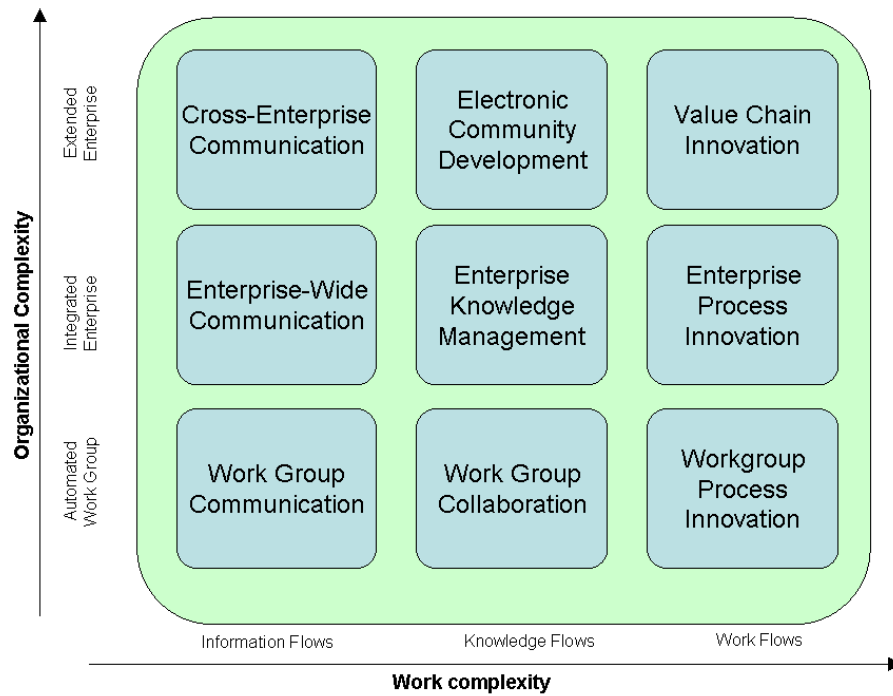 Organizational Complexity
Extended
Enterprise
Cross-Enterprise
Communication
Electronic
Community
Development
Value Chain
Innovation
Integrated
Enterprise
Enterprise-Wide
Communication
Enterprise
Knowledge
Management
Enterprise
Process
Innovation
Automated
Work Group
Work Group
Communication
Work Group
Collaboration
Workgroup
Process
Innovation
Information Flows
Knowledge Flows
Work Flows
Work complexity